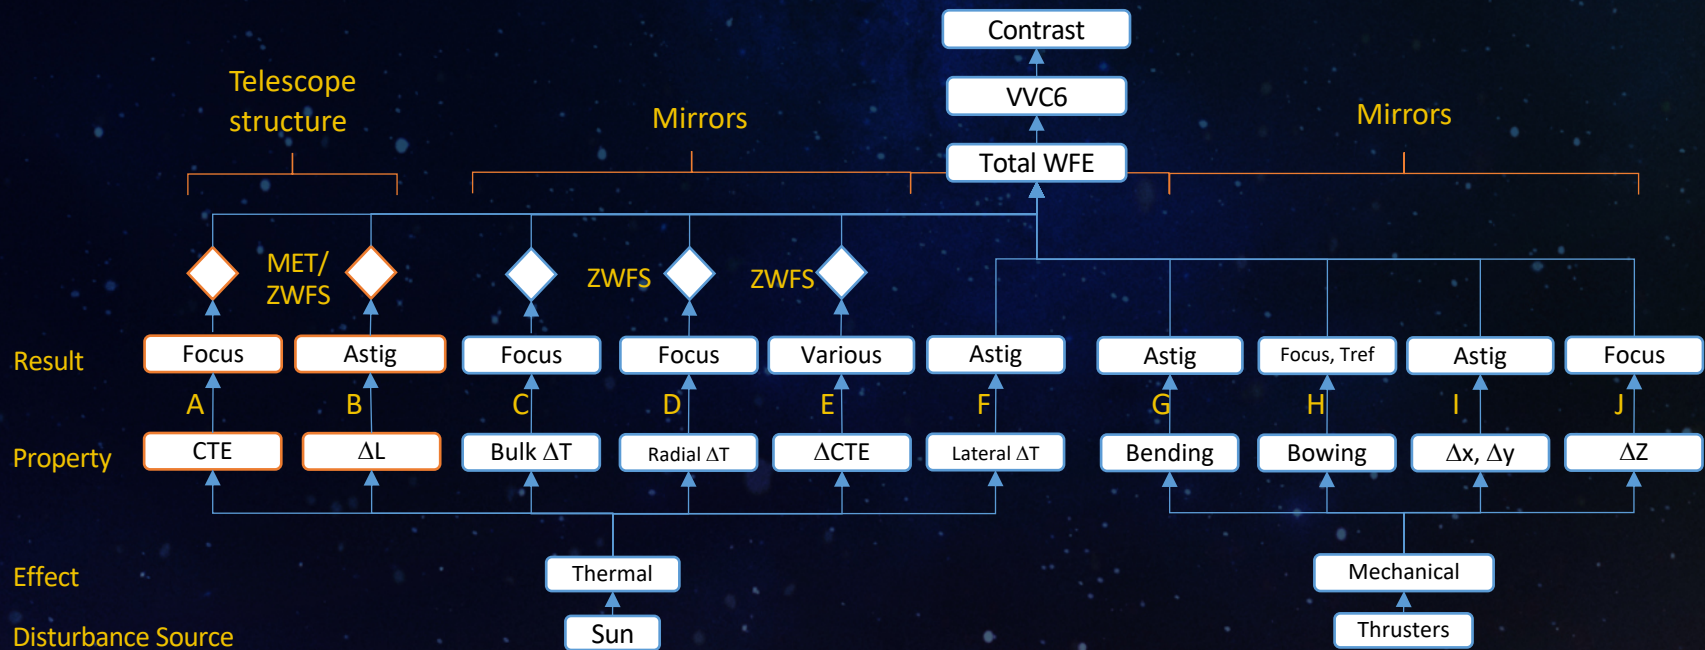 Contrast
VVC6
Total WFE
Telescope
structure
Mirrors
Mirrors
MET/
ZWFS
ZWFS
ZWFS
Result
Focus
Astig
Focus
Focus
Various
Astig
Astig
Focus, Tref
Astig
Focus
A
B
C
D
E
F
G
H
I
J
Property
CTE
ΔL
Bulk ΔT
Radial ΔT
ΔCTE
Lateral ΔT
Bending
Bowing
Δx, Δy
ΔZ
Effect
Thermal
Mechanical
Disturbance Source
Sun
Thrusters